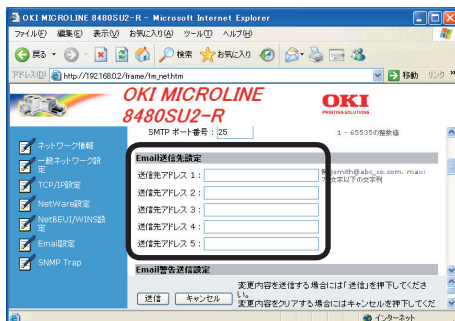 OKI MICROLINE 8480SU2-R - Microsoft Internet Explorer
ファイル(F) 編集(E) 表示(V) お気に入り(A) ツール(T) ヘルプ(H)
戻る 検索 お気に入り
アドレス(D) http://192.168.0.2/frame/fm_net.htm 移動 リンク »
OKI MICROLINE
8480SU2-R
OKI
PRINTING SOLUTIONS
SMTP ポート番号 : 25 1 - 65535の整数値
ネットワーク情報
一般ネットワーク設定
TCP/IP設定
NetWare設定
NetBEUI/WINS設定
Email設定
SNMP Trap
Email送信先設定
送信先アドレス 1 :
送信先アドレス 2 :
送信先アドレス 3 :
送信先アドレス 4 :
送信先アドレス 5 :
jsmith@abc_co.com. max:
文字以下の文字列
Email警告送信設定
送信 キャンセル
変更内容を送信する場合には「送信」を押下してください。
変更内容をクリアする場合にはキャンセルを押下してくだ
インターネット